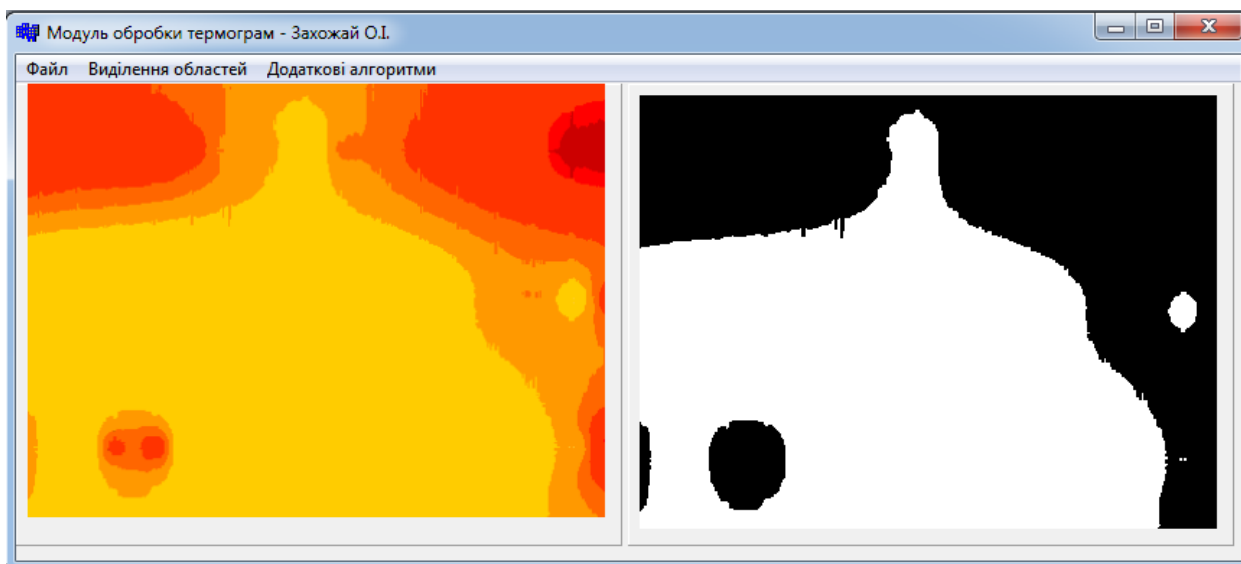 Модуль обробки термограм - Захожай О.І.
Файл Виділення областей Додаткові алгоритми